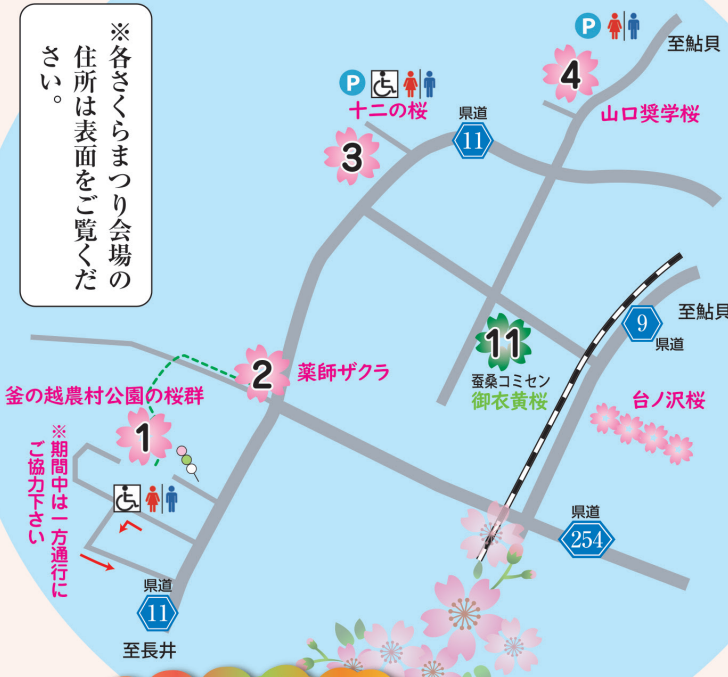 ※各さくらまつり会場の
住所は表面をご覧くだ
さい。
P
4
至鮎貝
山口奨学桜
P
十二の桜
3
県道
11
9
県道
至鮎貝
11
蚕桑コミセン
御衣黄桜
台ノ沢桜
2
薬師ザクラ
釜の越農村公園の桜群
1
※期間中は一方通行に
ご協力下さい
県道
254
県道
11
至長井